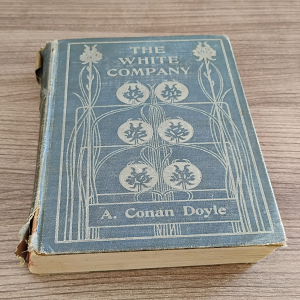 THE
WHITE
COMPANY
A. Conan Doyle